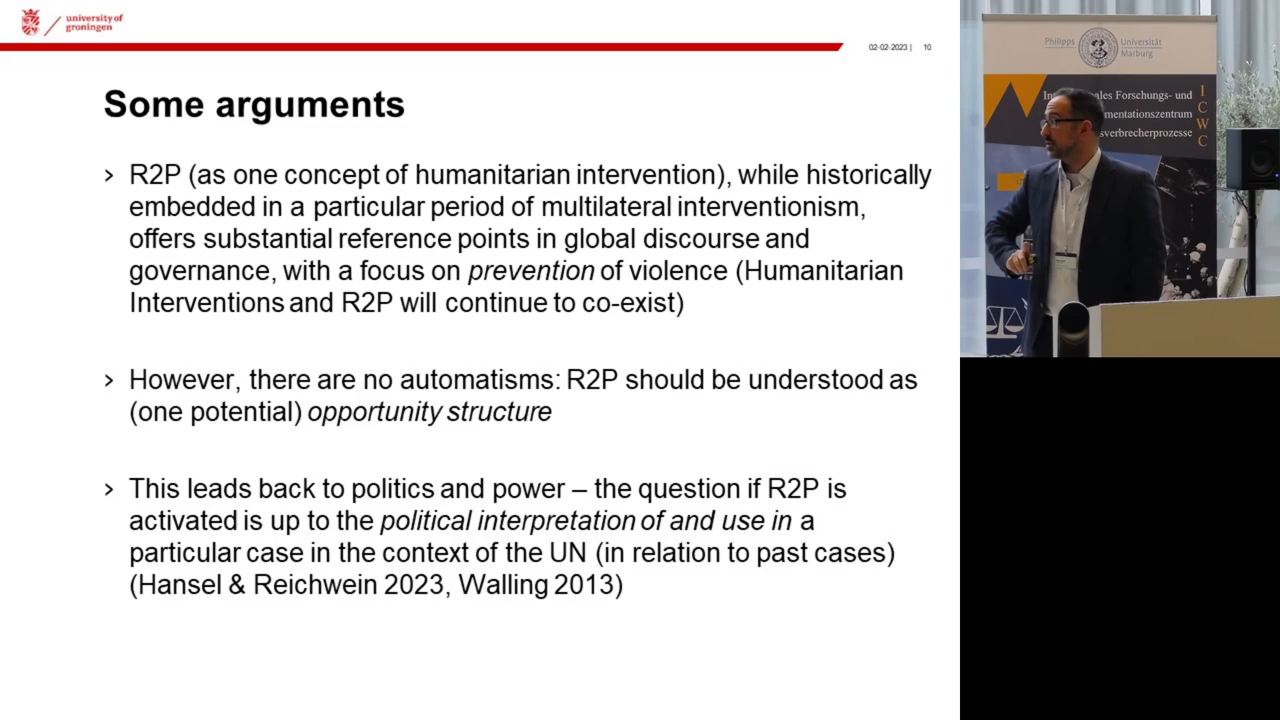 university of
groningen
02-02-2023 | 10
Some arguments
› R2P (as one concept of humanitarian intervention), while historically
embedded in a particular period of multilateral interventionism,
offers substantial reference points in global discourse and
governance, with a focus on prevention of violence (Humanitarian
Interventions and R2P will continue to co-exist)
› However, there are no automatisms: R2P should be understood as
(one potential) opportunity structure
› This leads back to politics and power – the question if R2P is
activated is up to the political interpretation of and use in a
particular case in the context of the UN (in relation to past cases)
(Hansel & Reichwein 2023, Walling 2013)
Philipps Universität
Marburg
Forschungs- und
ICWC